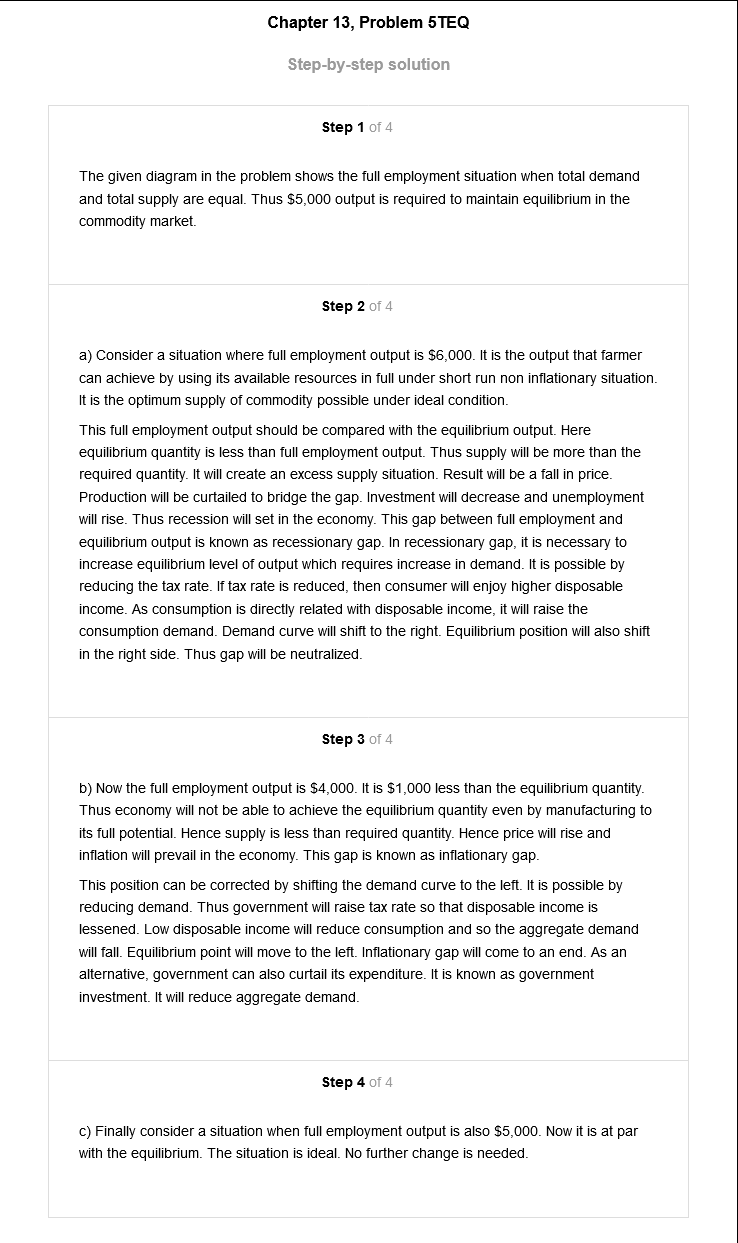 Chapter 13, Problem 5TEQ
Step-by-step solution
Step 1 of 4
The given diagram in the problem shows the full employment situation when total demand
and total supply are equal. Thus $5,000 output is required to maintain equilibrium in the
commodity market.
Step 2 of 4
a) Consider a situation where full employment output is $6,000. It is the output that farmer
can achieve by using its available resources in full under short run non inflationary situation.
It is the optimum supply of commodity possible under ideal condition.
This full employment output should be compared with the equilibrium output. Here
equilibrium quantity is less than full employment output. Thus supply will be more than the
required quantity. It will create an excess supply situation. Result will be a fall in price.
Production will be curtailed to bridge the gap. Investment will decrease and unemployment
will rise. Thus recession will set in the economy. This gap between full employment and
equilibrium output is known as recessionary gap. In recessionary gap, it is necessary to
increase equilibrium level of output which requires increase in demand. It is possible by
reducing the tax rate. If tax rate is reduced, then consumer will enjoy higher disposable
income. As consumption is directly related with disposable income, it will raise the
consumption demand. Demand curve will shift to the right. Equilibrium position will also shift
in the right side. Thus gap will be neutralized.
Step 3 of 4
b) Now the full employment output is $4,000. It is $1,000 less than the equilibrium quantity.
Thus economy will not be able to achieve the equilibrium quantity even by manufacturing to
its full potential. Hence supply is less than required quantity. Hence price will rise and
inflation will prevail in the economy. This gap is known as inflationary gap.
This position can be corrected by shifting the demand curve to the left. It is possible by
reducing demand. Thus government will raise tax rate so that disposable income is
lessened. Low disposable income will reduce consumption and so the aggregate demand
will fall. Equilibrium point will move to the left. Inflationary gap will come to an end. As an
alternative, government can also curtail its expenditure. It is known as government
investment. It will reduce aggregate demand.
Step 4 of 4
c) Finally consider a situation when full employment output is also $5,000. Now it is at par
with the equilibrium. The situation is ideal. No further change is needed.